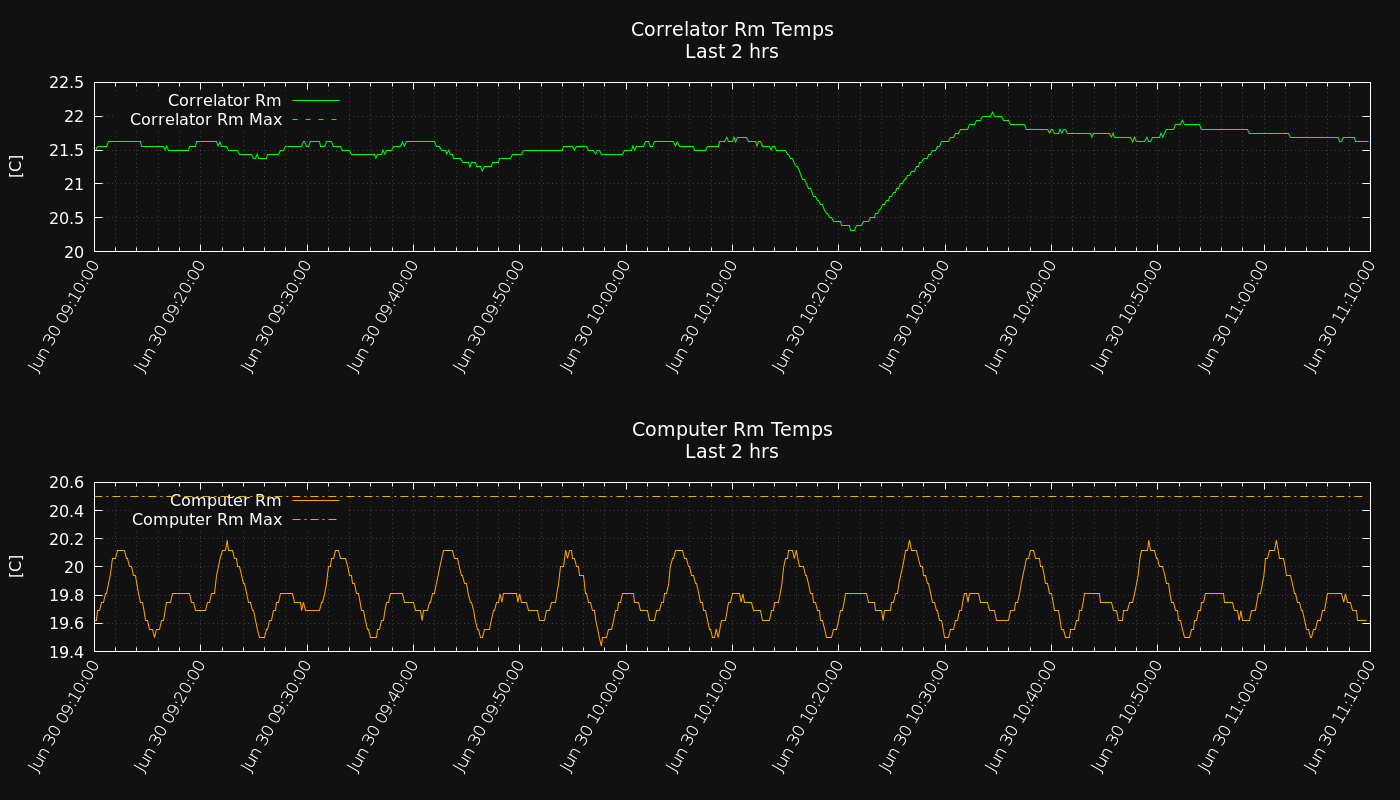 Correlator Rm Temps
Last 2 hrs
22.5
22
21.5
21
20.5
20
[C]
Correlator Rm
Correlator Rm Max
Jun 30 09:10:00
Jun 30 09:20:00
Jun 30 09:30:00
Jun 30 09:40:00
Jun 30 09:50:00
Jun 30 10:00:00
Jun 30 10:10:00
Jun 30 10:20:00
Jun 30 10:30:00
Jun 30 10:40:00
Jun 30 10:50:00
Jun 30 11:00:00
Jun 30 11:10:00
Computer Rm Temps
Last 2 hrs
20.6
20.4
20.2
20
19.8
19.6
19.4
[C]
Computer Rm
Computer Rm Max
Jun 30 09:10:00
Jun 30 09:20:00
Jun 30 09:30:00
Jun 30 09:40:00
Jun 30 09:50:00
Jun 30 10:00:00
Jun 30 10:10:00
Jun 30 10:20:00
Jun 30 10:30:00
Jun 30 10:40:00
Jun 30 10:50:00
Jun 30 11:00:00
Jun 30 11:10:00